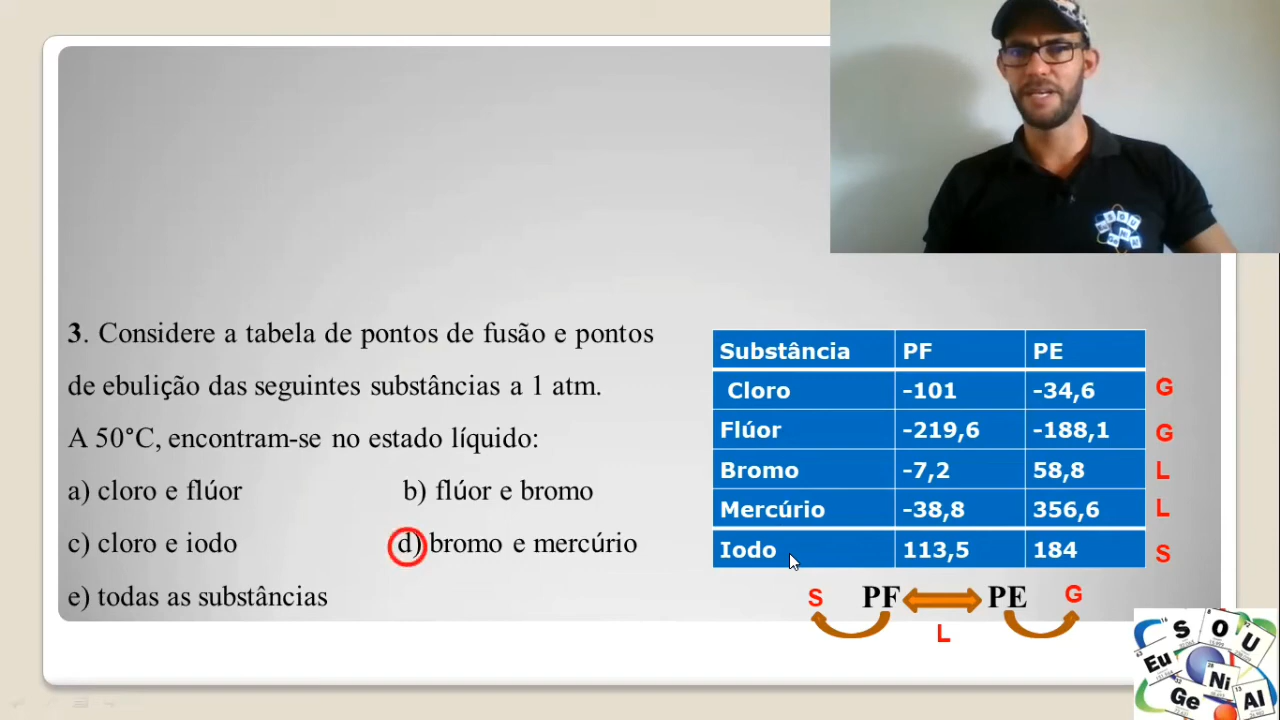 3. Considere a tabela de pontos de fusão e pontos
de ebulição das seguintes substâncias a 1 atm.
A 50°C, encontram-se no estado líquido:
a) cloro e flúor b) flúor e bromo
c) cloro e iodo d) bromo e mercúrio
e) todas as substâncias
Substância PF PE
Cloro -101 -34,6 G
Flúor -219,6 -188,1 G
Bromo -7,2 58,8 L
Mercúrio -38,8 356,6 L
Iodo 113,5 184 S
S PF PE G
L
S O U
Eu Ni
Ge Al